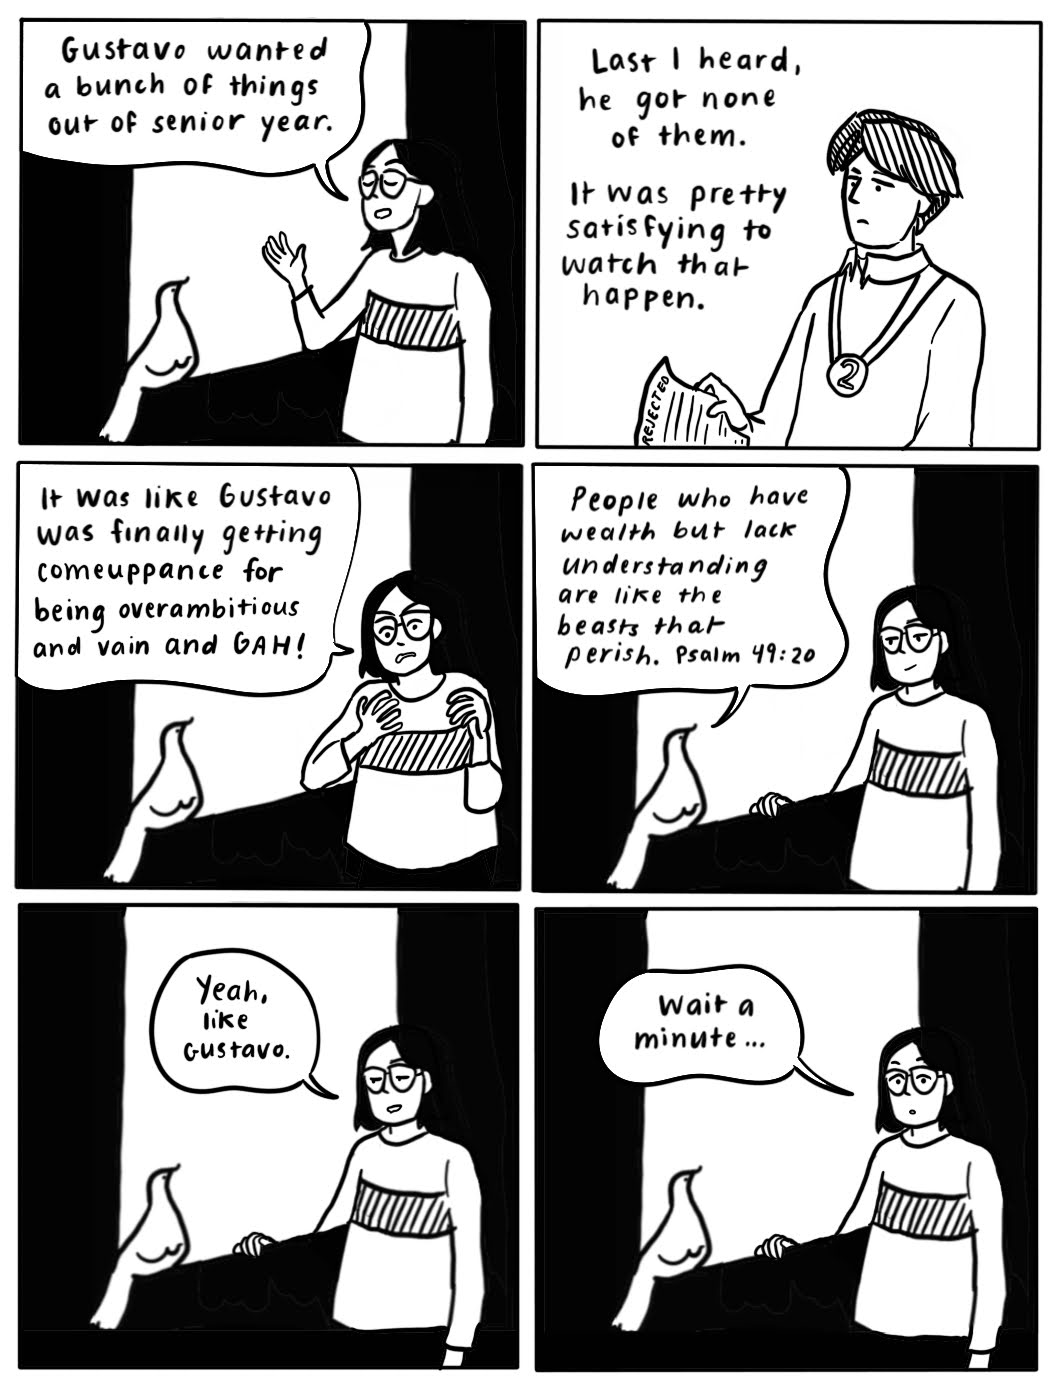 Gustavo wanted
a bunch of things
out of senior year.
Last I heard,
he got none
of them.
It was pretty
satisfying to
watch that
happen.
2
REJECTED
It was like Gustavo
was finally getting
comeuppance for
being overambitious
and vain and GAH!
People who have
wealth but lack
understanding
are like the
beasts that
perish. Psalm 49:20
Yeah,
like
Gustavo.
Wait a
minute...